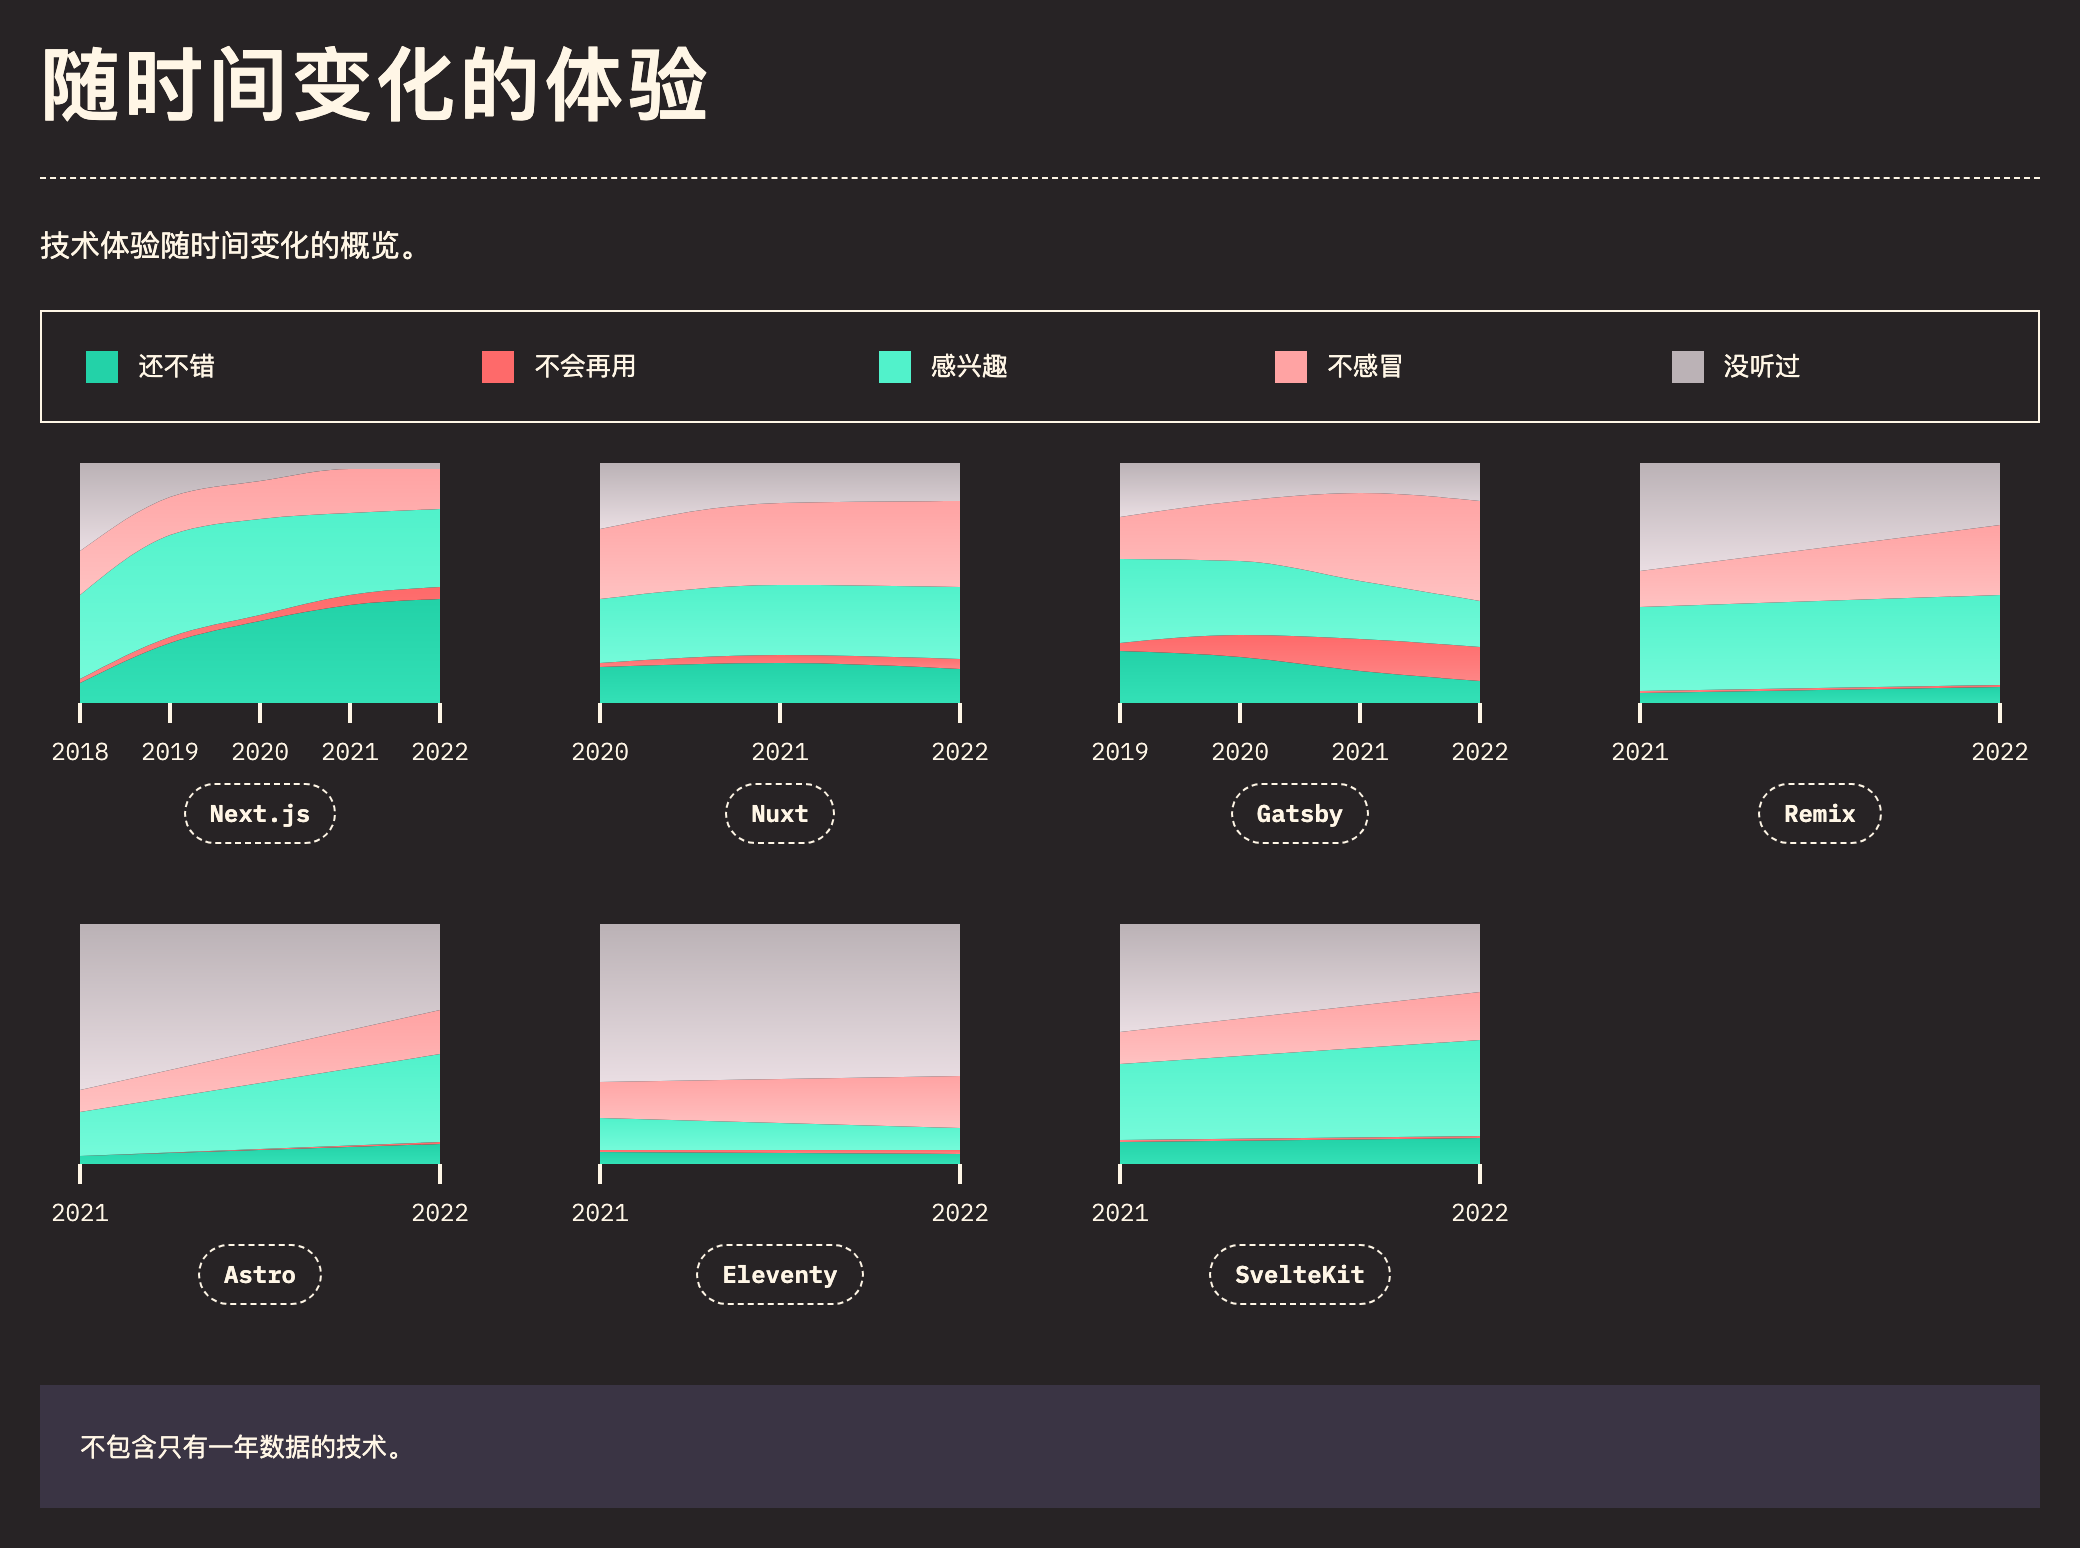 随时间变化的体验
技术体验随时间变化的概览。
还不错 不会再用 感兴趣 不感冒 没听过
2018 2019 2020 2021 2022
Next.js
2020 2021 2022
Nuxt
2019 2020 2021 2022
Gatsby
2021 2022
Remix
2021 2022
Astro
2021 2022
Eleventy
2021 2022
SvelteKit
不包含只有一年数据的技术。